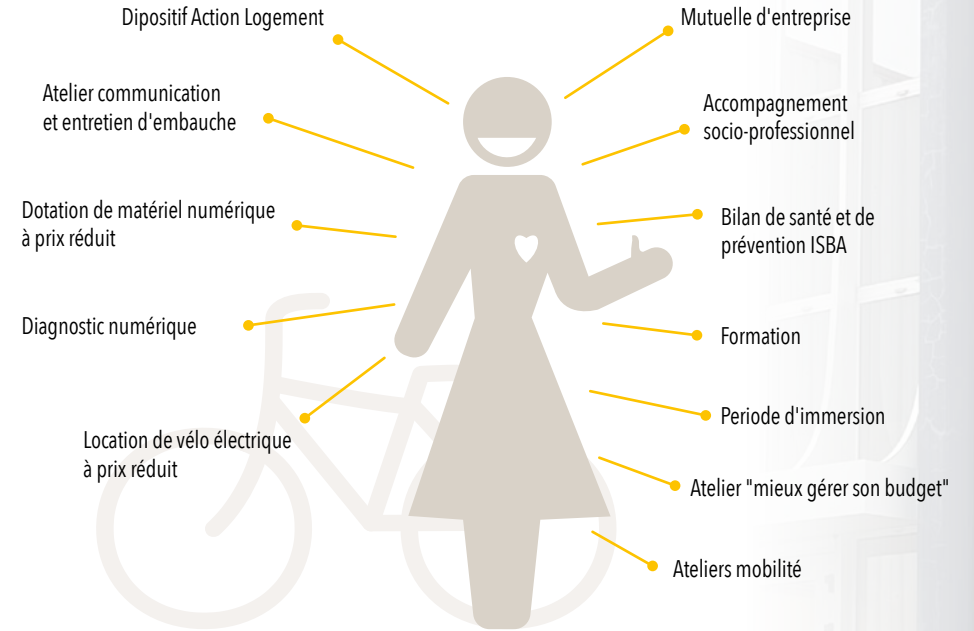 Dipositif Action Logement
Mutuelle d'entreprise
Atelier communication
et entretien d'embauche
Accompagnement
socio-professionnel
Dotation de matériel numérique
à prix réduit
Bilan de santé et de
prévention ISBA
Diagnostic numérique
Formation
Periode d'immersion
Location de vélo électrique
à prix réduit
Atelier "mieux gérer son budget"
Ateliers mobilité